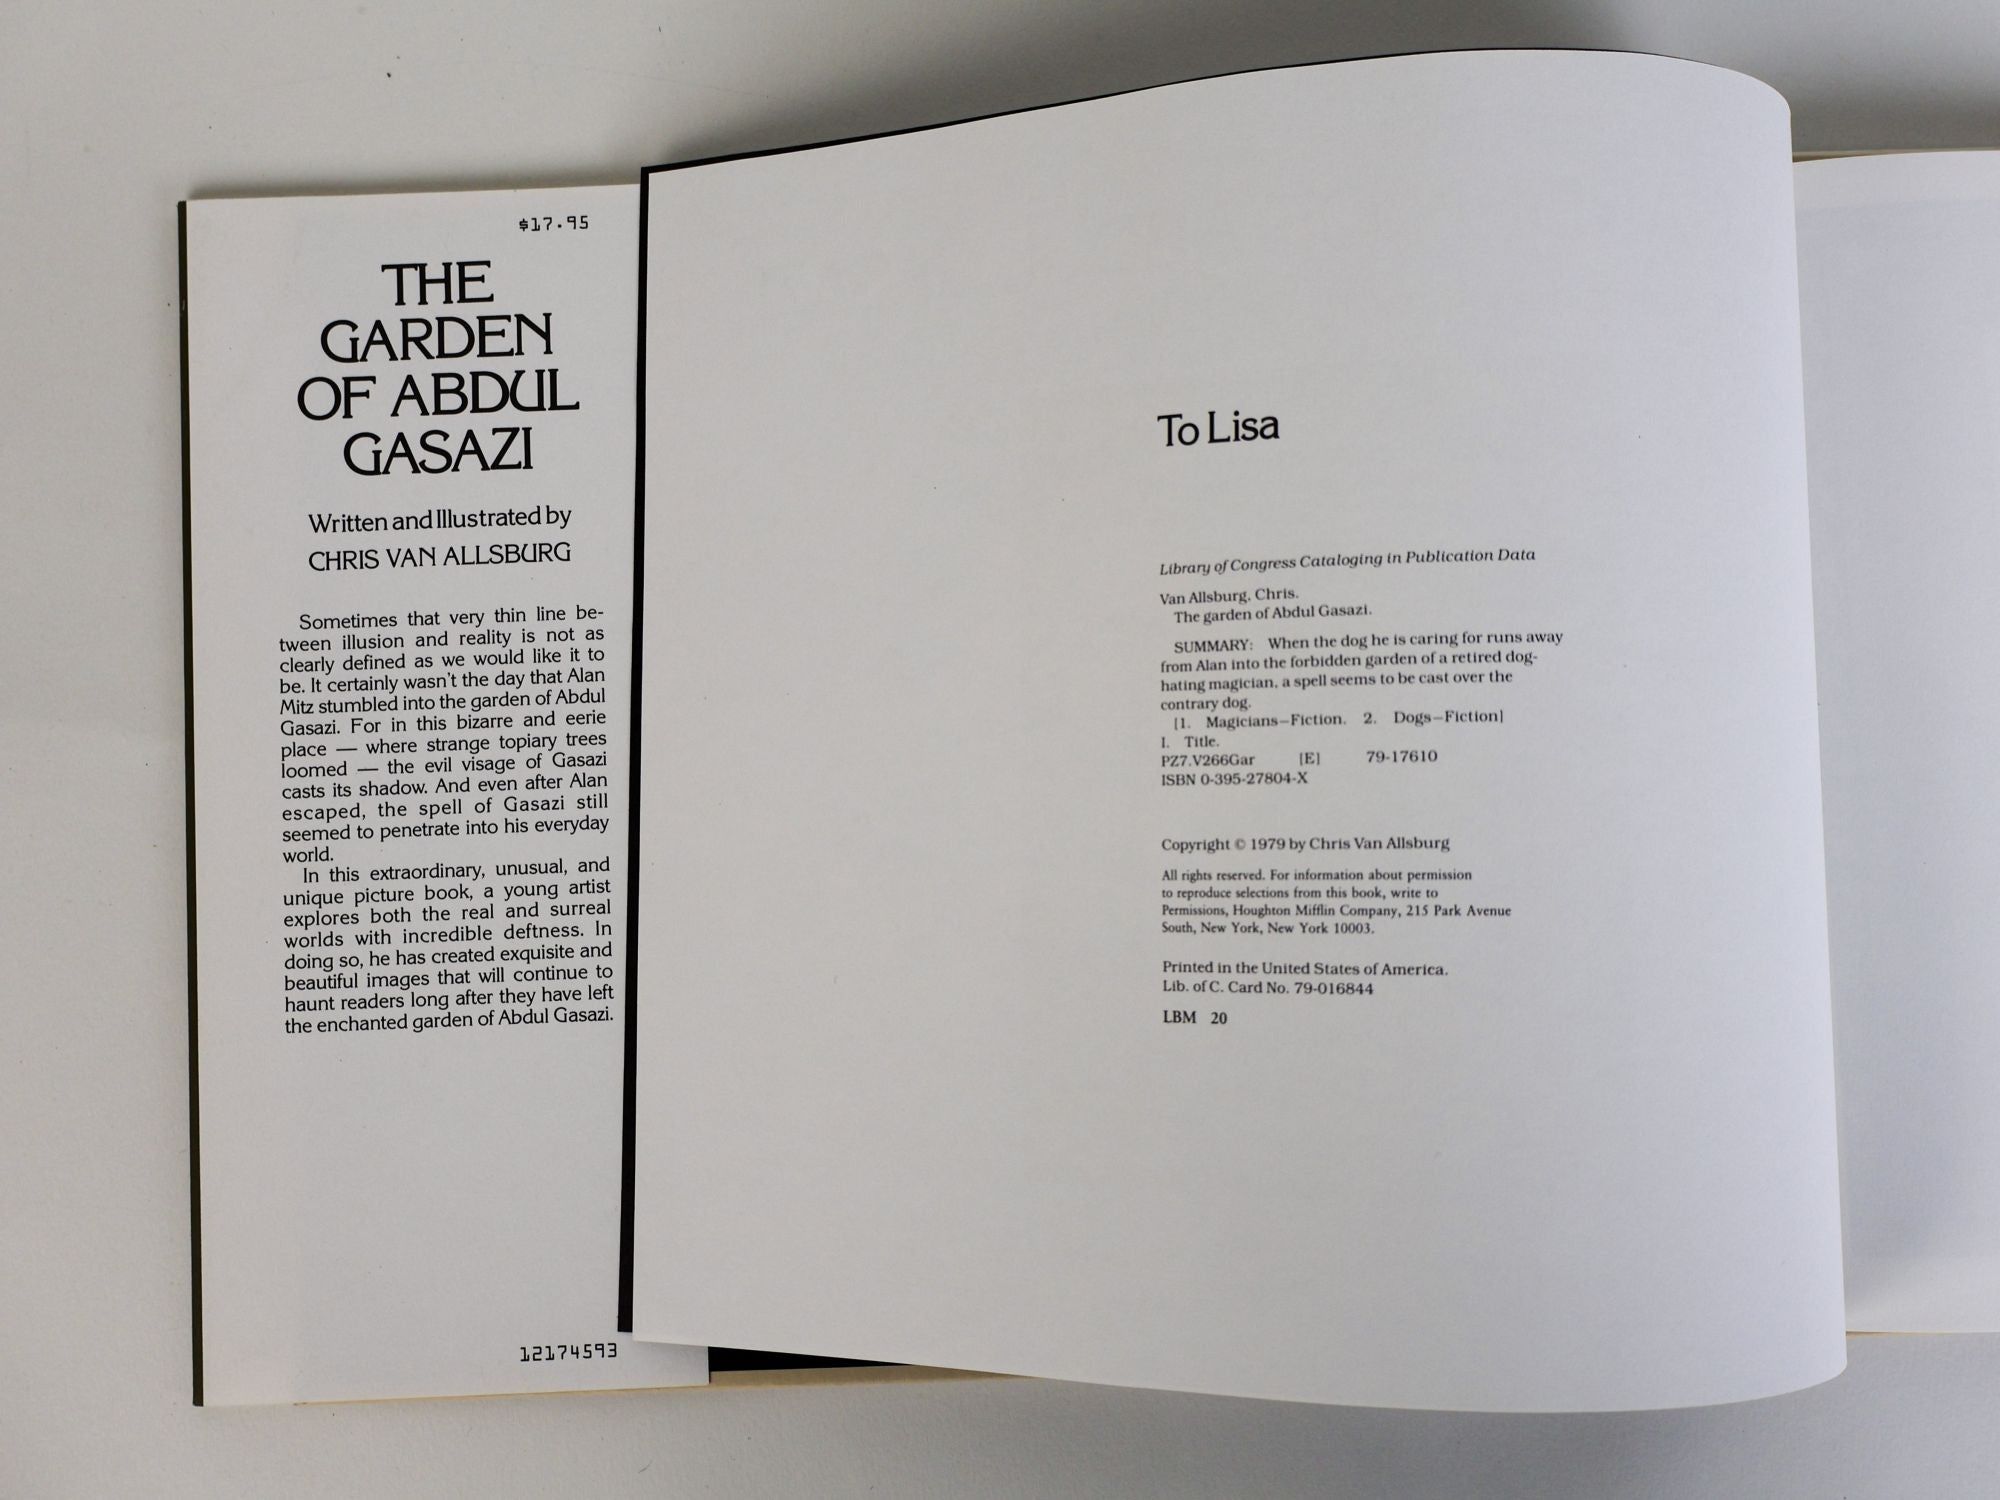 $17.95
THE
GARDEN
OF ABDUL
GASAZI
Written and Illustrated by
CHRIS VAN ALLSBURG
Sometimes that very thin line be-
tween illusion and reality is not as
clearly defined as we would like it to
be. It certainly wasn't the day that Alan
Mitz stumbled into the garden of Abdul
Gasazi. For in this bizarre and eerie
place — where strange topiary trees
loomed — the evil visage of Gasazi
casts its shadow. And even after Alan
escaped, the spell of Gasazi still
seemed to penetrate into his everyday
world.
In this extraordinary, unusual, and
unique picture book, a young artist
explores both the real and surreal
worlds with incredible deftness. In
doing so, he has created exquisite and
beautiful images that will continue to
haunt readers long after they have left
the enchanted garden of Abdul Gasazi.
12174593
To Lisa
Library of Congress Cataloging in Publication Data
Van Allsburg, Chris.
The garden of Abdul Gasazi.
SUMMARY: When the dog he is caring for runs away
from Alan into the forbidden garden of a retired dog-
hating magician, a spell seems to be cast over the
contrary dog.
[1. Magicians—Fiction. 2. Dogs—Fiction]
I. Title.
PZ7.V266Gar [E] 79-17610
ISBN 0-395-27804-X
Copyright © 1979 by Chris Van Allsburg
All rights reserved. For information about permission
to reproduce selections from this book, write to
Permissions, Houghton Mifflin Company, 215 Park Avenue
South, New York, New York 10003.
Printed in the United States of America.
Lib. of C. Card No. 79-016844
LBM 20